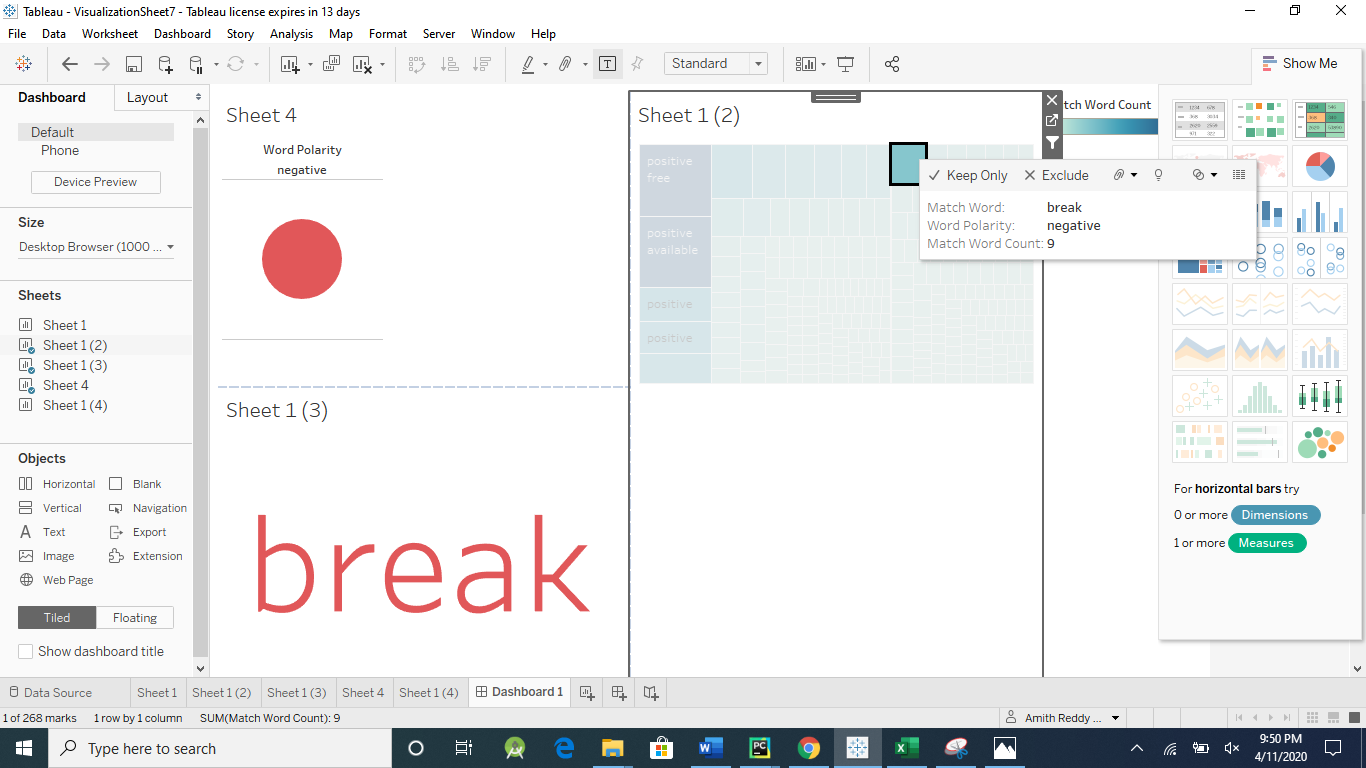 Tableau - VisualizationSheet7 - Tableau license expires in 13 days
File Data Worksheet Dashboard Story Analysis Map Format Server Window Help
Standard
Show Me
Dashboard Layout
Default
Phone
Device Preview
Size
Desktop Browser (1000 ...
Sheets
Sheet 1
Sheet 1 (2)
Sheet 1 (3)
Sheet 4
Sheet 1 (4)
Objects
Horizontal Blank
Vertical Navigation
Text Export
Image Extension
Web Page
Tiled Floating
Show dashboard title
Sheet 4
Word Polarity
negative
Sheet 1 (3)
break
Sheet 1 (2)
positive
free
positive
available
positive
positive
tch Word Count
Keep Only Exclude
Match Word: break
Word Polarity: negative
Match Word Count: 9
For horizontal bars try
0 or more Dimensions
1 or more Measures
Data Source Sheet 1 Sheet 1 (2) Sheet 1 (3) Sheet 4 Sheet 1 (4) Dashboard 1
1 of 268 marks 1 row by 1 column SUM(Match Word Count): 9
Amith Reddy ...
Type here to search
9:50 PM
4/11/2020